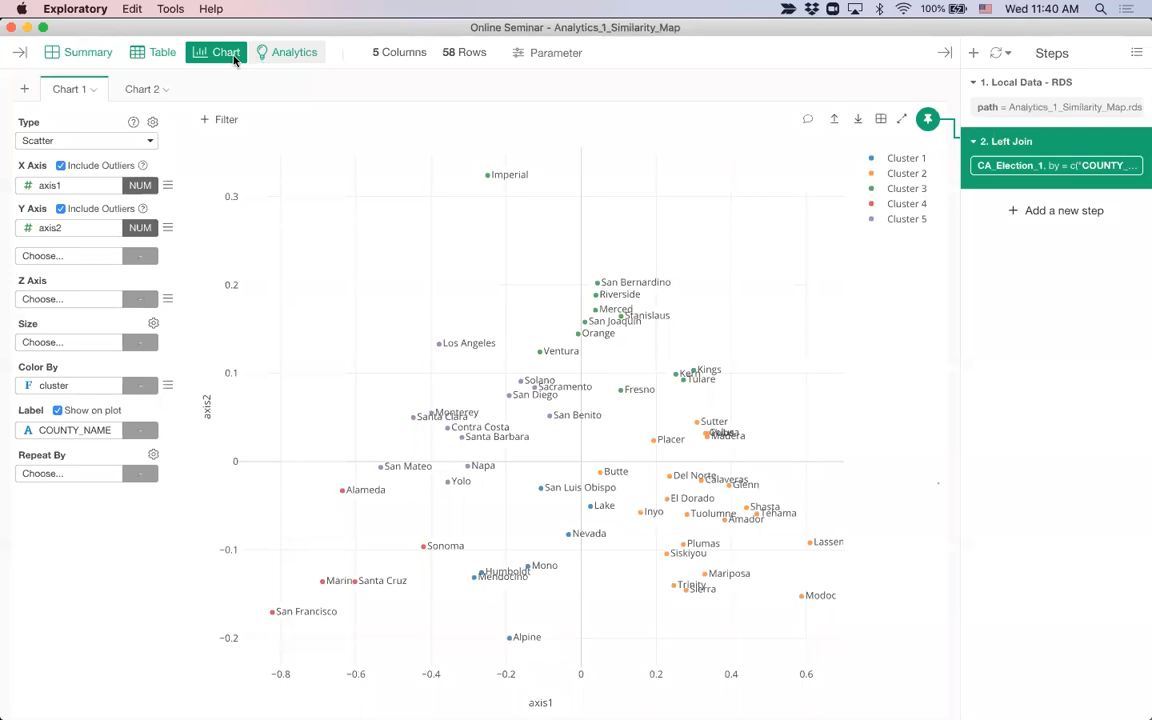 Exploratory Edit Tools Help 100% Wed 11:40 AM
Online Seminar - Analytics_1_Similarity_Map
Summary Table Chart Analytics 5 Columns 58 Rows Parameter Steps
Chart 1 Chart 2
1. Local Data - RDS
path = Analytics_1_Similarity_Map.rds
2. Left Join
CA_Election_1, by = c("COUNTY_...
Add a new step
Type
Scatter
X Axis Include Outliers
# axis1 NUM
Y Axis Include Outliers
# axis2 NUM
Choose... -
Z Axis
Choose... -
Size
Choose... -
Color By
F cluster -
Label Show on plot
A COUNTY_NAME
Repeat By
Choose... -
Filter
Cluster 1
Cluster 2
Cluster 3
Cluster 4
Cluster 5
axis2
0.3
0.2
0.1
0
−0.1
−0.2
Imperial
San Bernardino
Riverside
Merced
Stanislaus
San Joaquin
Orange
Los Angeles
Ventura
Kings
Kern
Tulare
Solano
Sacramento
Fresno
San Diego
Monterey
Santa Clara
San Benito
Sutter
Contra Costa
Santa Barbara
Madera
Placer
San Mateo
Napa
Butte
Del Norte
Yolo
Calaveras
Glenn
Alameda
San Luis Obispo
El Dorado
Lake
Shasta
Inyo
Tuolumne
Tehama
Amador
Nevada
Sonoma
Plumas
Lassen
Siskiyou
Mono
Humboldt
Mendocino
Mariposa
Marin
Santa Cruz
Trinity
Sierra
Modoc
San Francisco
Alpine
−0.8 −0.6 −0.4 −0.2 0 0.2 0.4 0.6
axis1